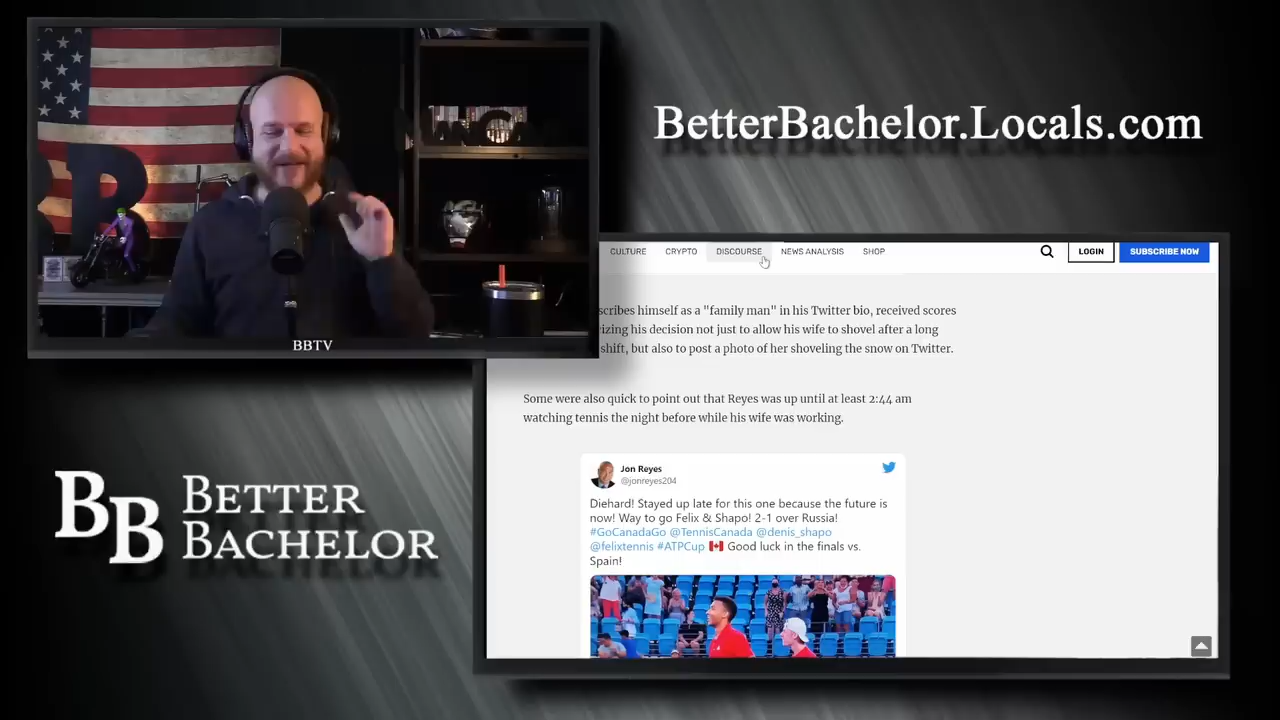 BetterBachelor.Locals.com
BBTV
CULTURE CRYPTO DISCOURSE NEWS ANALYSIS SHOP LOGIN SUBSCRIBE NOW
scribes himself as a "family man" in his Twitter bio, received scores
izing his decision not just to allow his wife to shovel after a long
shift, but also to post a photo of her shoveling the snow on Twitter.
Some were also quick to point out that Reyes was up until at least 2:44 am
watching tennis the night before while his wife was working.
Jon Reyes
@jonreyes204
Diehard! Stayed up late for this one because the future is
now! Way to go Felix & Shapo! 2-1 over Russia!
#GoCanadaGo @TennisCanada @denis_shapo
@felixtennis #ATPCup 🇨🇦 Good luck in the finals vs.
Spain!
BB BETTER
BACHELOR